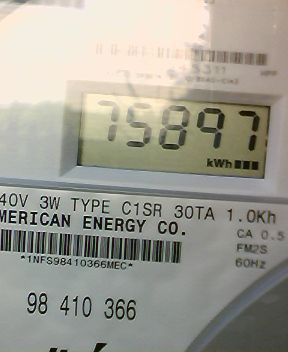 75897
kWh
40V 3W TYPE C1SR 30TA 1.0Kh
MERICAN ENERGY CO.
CA 0.5
FM2S
*1NFS98410366MEC*
60Hz
98 410 366